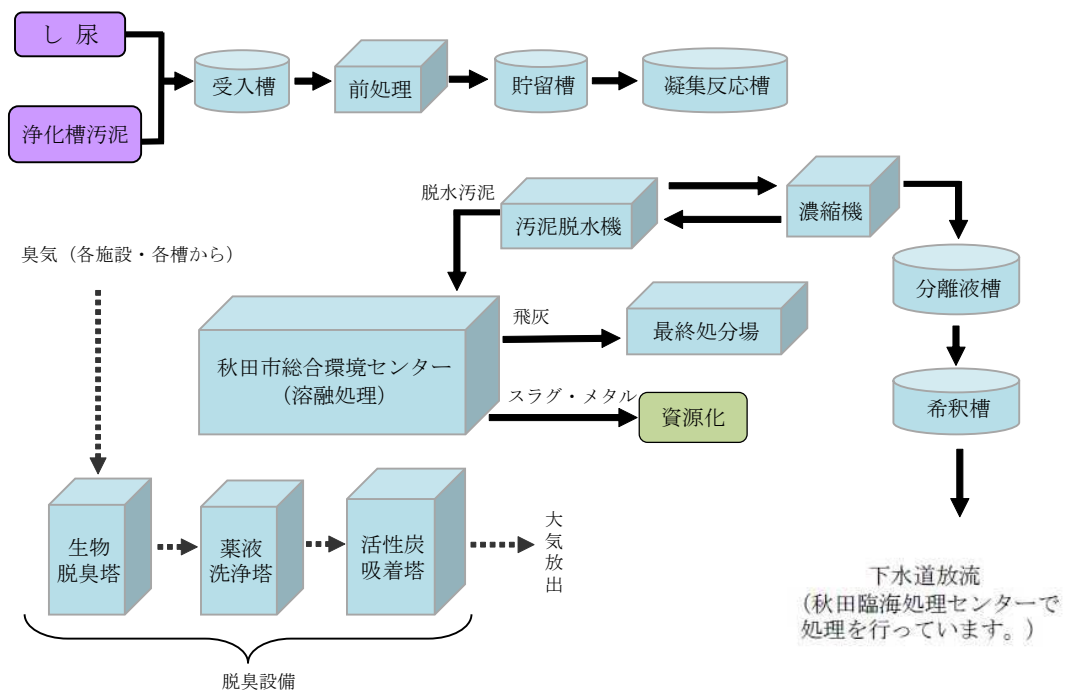 し 尿
浄化槽汚泥
受入槽
前処理
貯留槽
凝集反応槽
脱水汚泥
汚泥脱水機
濃縮機
臭気（各施設・各槽から）
分離液槽
飛灰
最終処分場
秋田市総合環境センター
（溶融処理）
スラグ・メタル
資源化
希釈槽
生物
脱臭塔
薬液
洗浄塔
活性炭
吸着塔
大気放出
下水道放流
（秋田臨海処理センターで
処理を行っています。）
脱臭設備